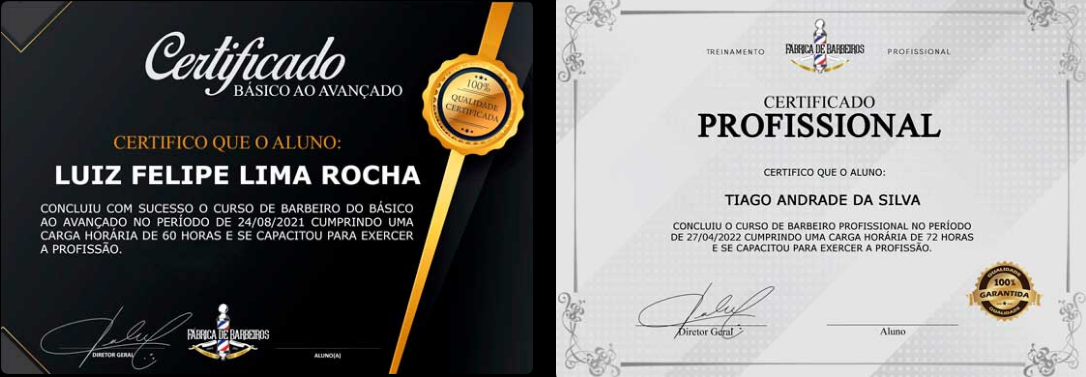 Certificado
BÁSICO AO AVANÇADO
100%
QUALIDADE
CERTIFICADA
CERTIFICO QUE O ALUNO:
LUIZ FELIPE LIMA ROCHA
CONCLUIU COM SUCESSO O CURSO DE BARBEIRO DO BÁSICO
AO AVANÇADO NO PERÍODO DE 24/08/2021 CUMPRINDO UMA
CARGA HORÁRIA DE 60 HORAS E SE CAPACITOU PARA EXERCER
A PROFISSÃO.
DIRETOR GERAL
FÁBRICA DE BARBEIROS
ALUNO(A)
TREINAMENTO
FÁBRICA DE BARBEIROS
PROFISSIONAL
CERTIFICADO
PROFISSIONAL
CERTIFICO QUE O ALUNO:
TIAGO ANDRADE DA SILVA
CONCLUIU O CURSO DE BARBEIRO PROFISSIONAL NO PERÍODO
DE 27/04/2022 CUMPRINDO UMA CARGA HORÁRIA DE 72 HORAS
E SE CAPACITOU PARA EXERCER A PROFISSÃO.
QUALIDADE
100%
GARANTIDA
QUALIDADE
Diretor Geral
Aluno